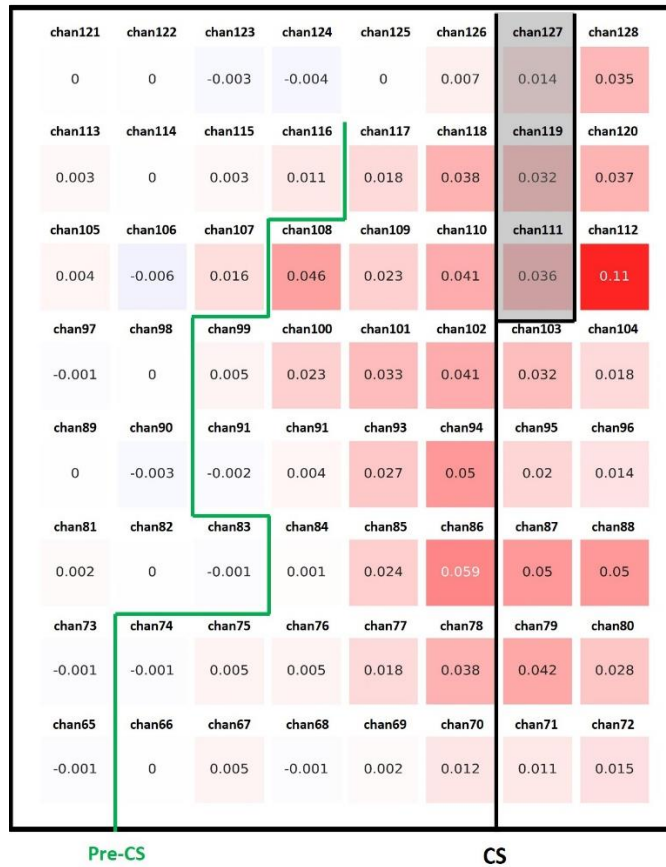 chan121 chan122 chan123 chan124 chan125 chan126 chan127 chan128
0 0 -0.003 -0.004 0 0.007 0.014 0.035
chan113 chan114 chan115 chan116 chan117 chan118 chan119 chan120
0.003 0 0.003 0.011 0.018 0.038 0.032 0.037
chan105 chan106 chan107 chan108 chan109 chan110 chan111 chan112
0.004 -0.006 0.016 0.046 0.023 0.041 0.036 0.11
chan97 chan98 chan99 chan100 chan101 chan102 chan103 chan104
-0.001 0 0.005 0.023 0.033 0.041 0.032 0.018
chan89 chan90 chan91 chan91 chan93 chan94 chan95 chan96
0 -0.003 -0.002 0.004 0.027 0.05 0.02 0.014
chan81 chan82 chan83 chan84 chan85 chan86 chan87 chan88
0.002 0 -0.001 0.001 0.024 0.059 0.05 0.05
chan73 chan74 chan75 chan76 chan77 chan78 chan79 chan80
-0.001 -0.001 0.005 0.005 0.018 0.038 0.042 0.028
chan65 chan66 chan67 chan68 chan69 chan70 chan71 chan72
-0.001 0 0.005 -0.001 0.002 0.012 0.011 0.015
Pre-CS CS